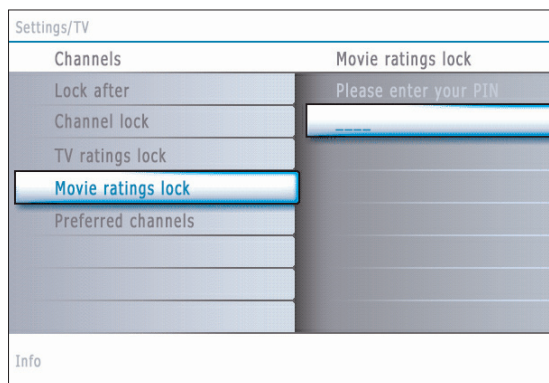 Settings/TV
Channels
Movie ratings lock
Lock after
Please enter your PIN
Channel lock
_ _ _ _
TV ratings lock
Movie ratings lock
Preferred channels
Info